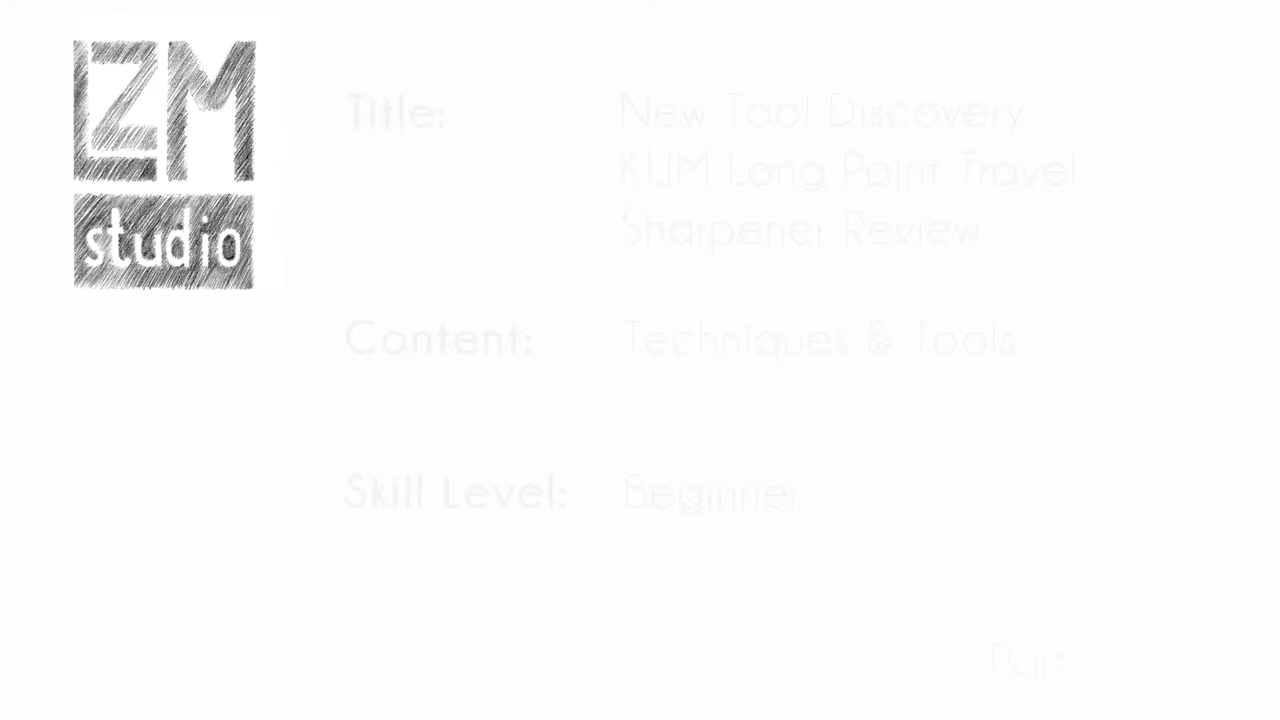 LZM
studio
Title: New Tool Discovery
KUM Long Point Travel
Sharpener Review
Content: Techniques & Tools
Skill Level: Beginner